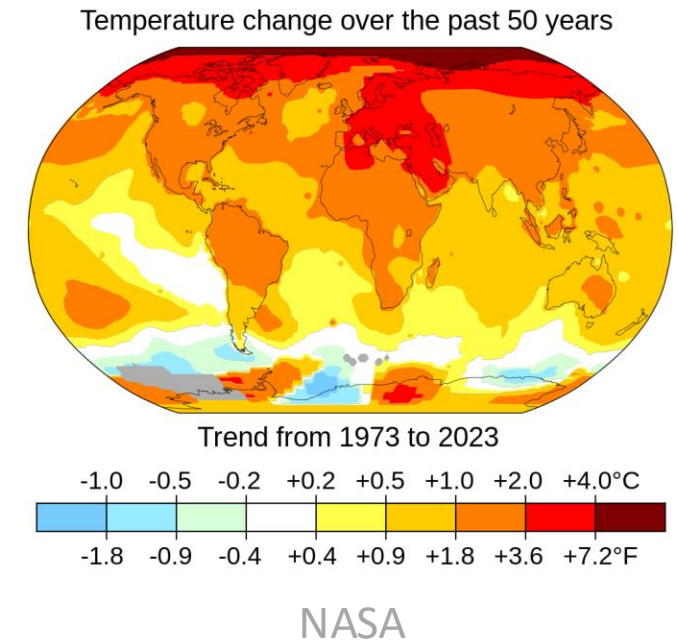 Temperature change over the past 50 years
Trend from 1973 to 2023
-1.0 -0.5 -0.2 +0.2 +0.5 +1.0 +2.0 +4.0°C
-1.8 -0.9 -0.4 +0.4 +0.9 +1.8 +3.6 +7.2°F
NASA